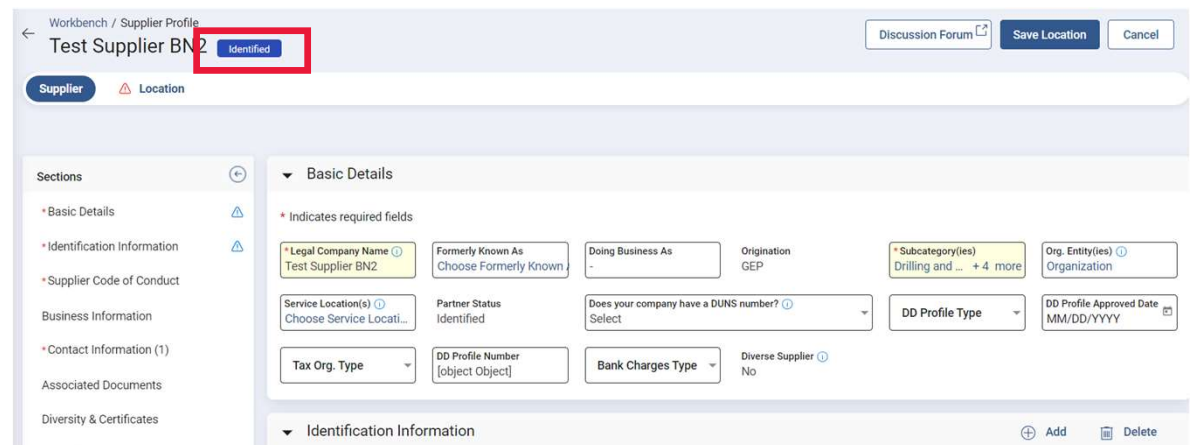 Workbench / Supplier Profile
Test Supplier BN2 Identified
Discussion Forum Save Location Cancel
Supplier Location
Sections
* Basic Details
* Identification Information
* Supplier Code of Conduct
Business Information
* Contact Information (1)
Associated Documents
Diversity & Certificates
Basic Details
* Indicates required fields
* Legal Company Name
Test Supplier BN2
Formerly Known As
Choose Formerly Known
Doing Business As
-
Origination
GEP
* Subcategory(ies)
Drilling and ... + 4 more
Org. Entity(ies)
Organization
Service Location(s)
Choose Service Locati...
Partner Status
Identified
Does your company have a DUNS number?
Select
DD Profile Type
DD Profile Approved Date
MM/DD/YYYY
Tax Org. Type
DD Profile Number
[object Object]
Bank Charges Type
Diverse Supplier
No
Identification Information
Add Delete